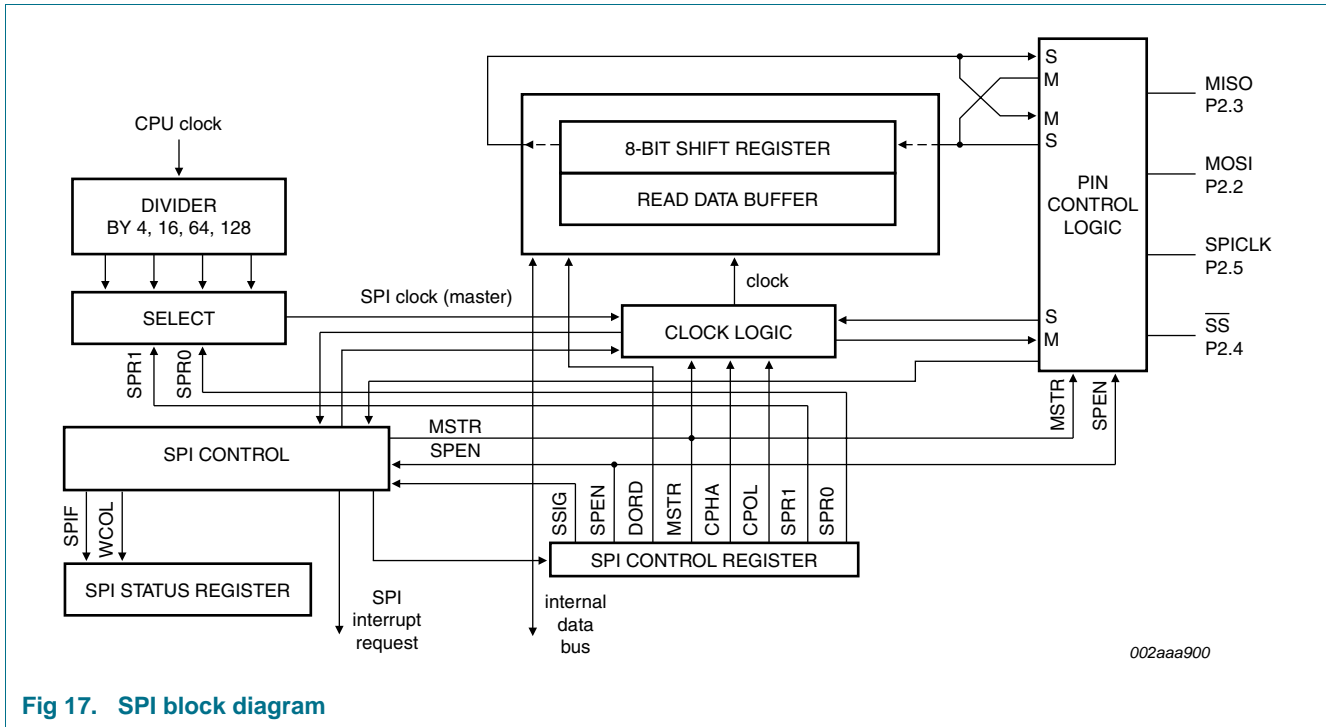 CPU clock
DIVIDER
BY 4, 16, 64, 128
SELECT
SPR1
SPR0
SPI clock (master)
8-BIT SHIFT REGISTER
READ DATA BUFFER
clock
CLOCK LOGIC
S
M
M
S
PIN
CONTROL
LOGIC
S
M
MISO
P2.3
MOSI
P2.2
SPICLK
P2.5
SS
P2.4
MSTR
SPEN
SPI CONTROL
MSTR
SPEN
SPIF
WCOL
SSIG
SPEN
DORD
MSTR
CPHA
CPOL
SPR1
SPR0
SPI STATUS REGISTER
SPI CONTROL REGISTER
SPI
interrupt
request
internal
data
bus
002aaa900
Fig 17. SPI block diagram